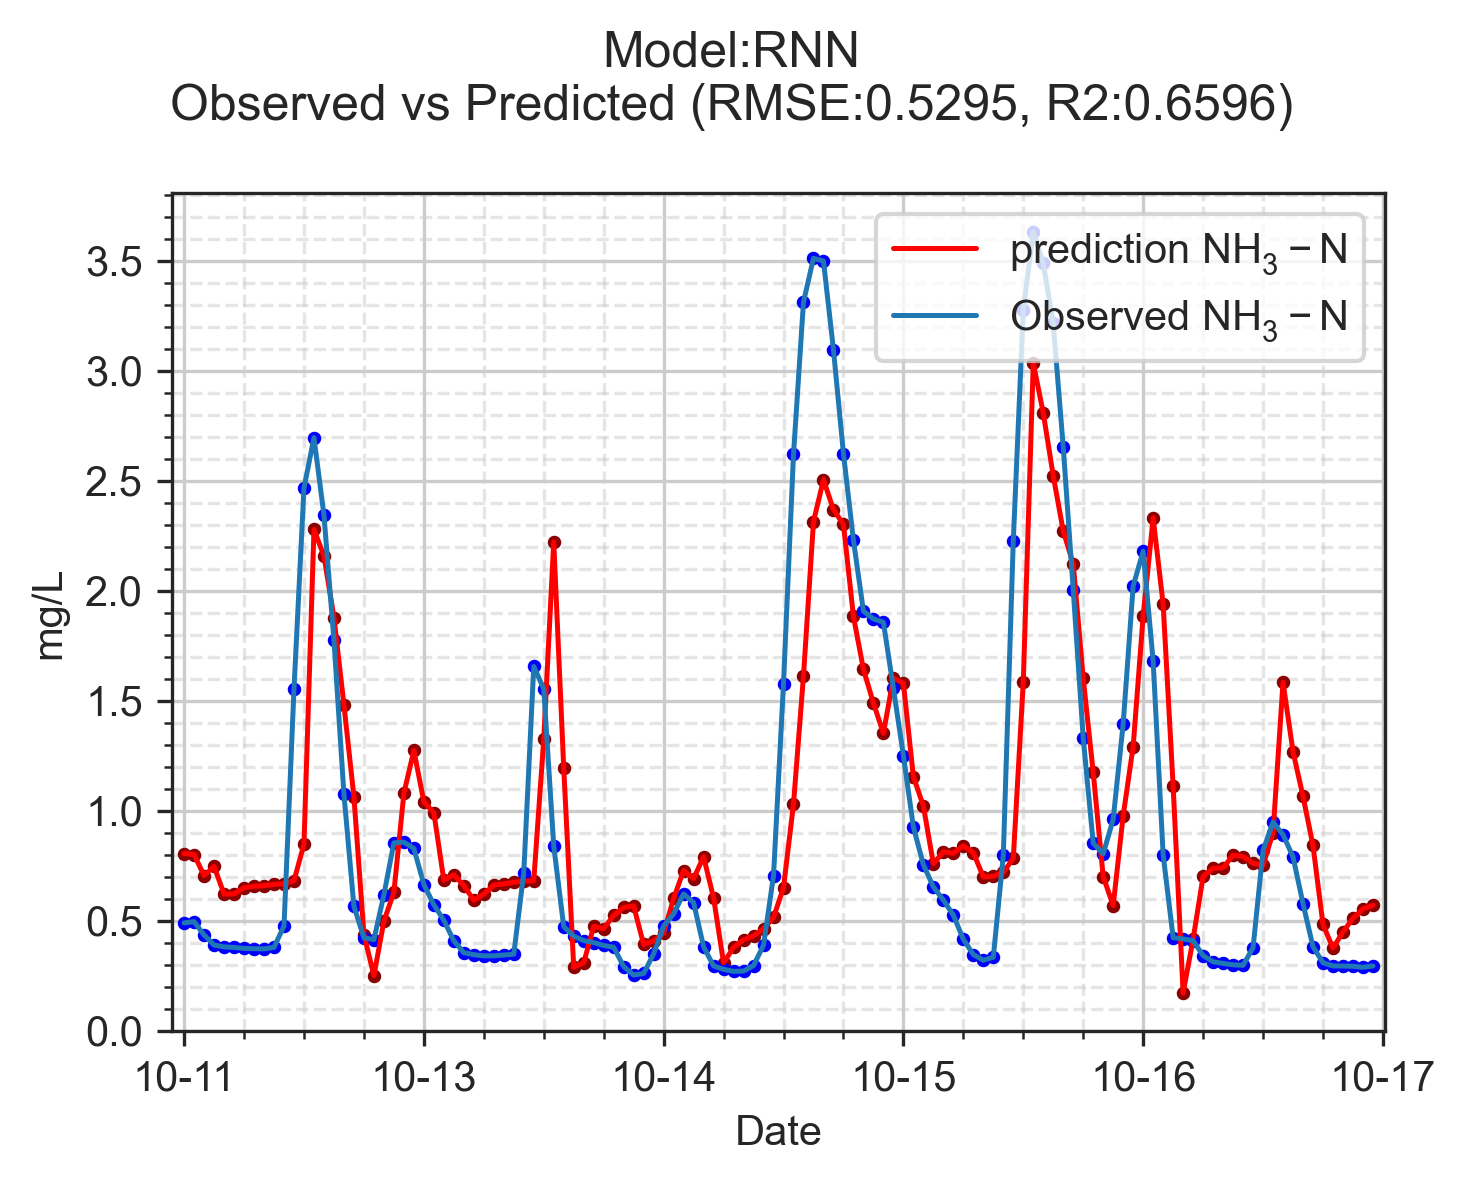 Model:RNN
Observed vs Predicted (RMSE:0.5295, R2:0.6596)
prediction NH₃ − N
Observed NH₃ − N
3.5
3.0
2.5
2.0
1.5
1.0
0.5
0.0
mg/L
10-11 10-13 10-14 10-15 10-16 10-17
Date